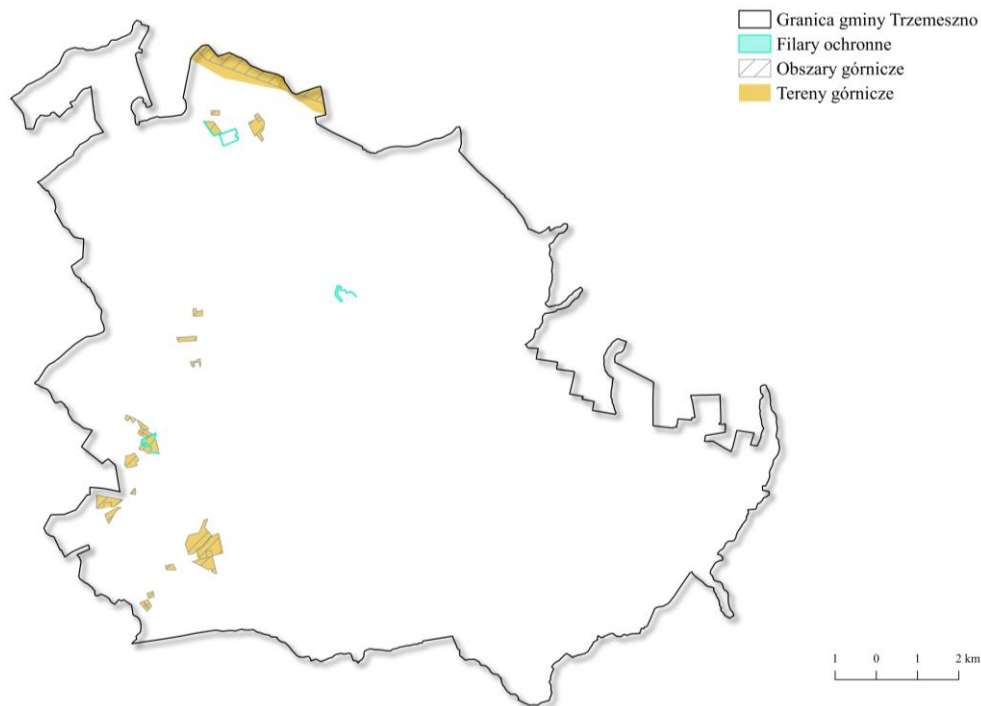 Granica gminy Trzemeszno
Filary ochronne
Obszary górnicze
Tereny górnicze
1 0 1 2 km